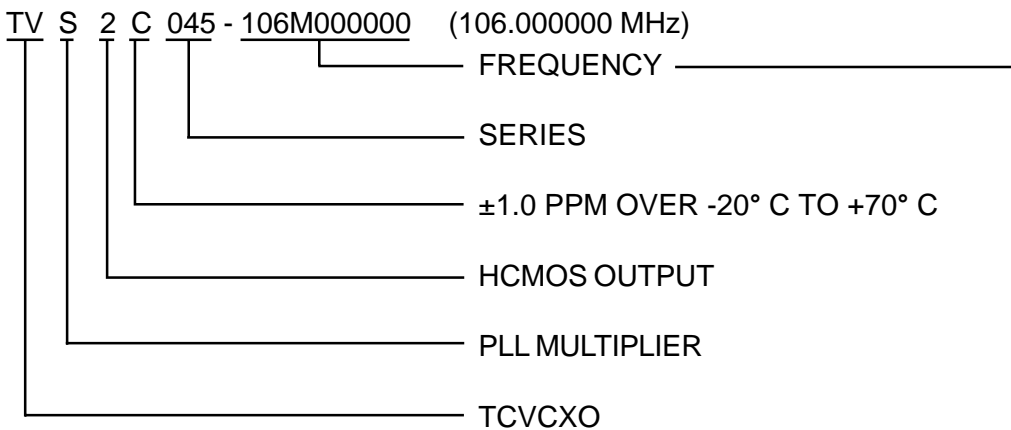 TV S 2 C 045 - 106M000000 (106.000000 MHz)
FREQUENCY
SERIES
±1.0 PPM OVER -20° C TO +70° C
HCMOS OUTPUT
PLL MULTIPLIER
TCVCXO